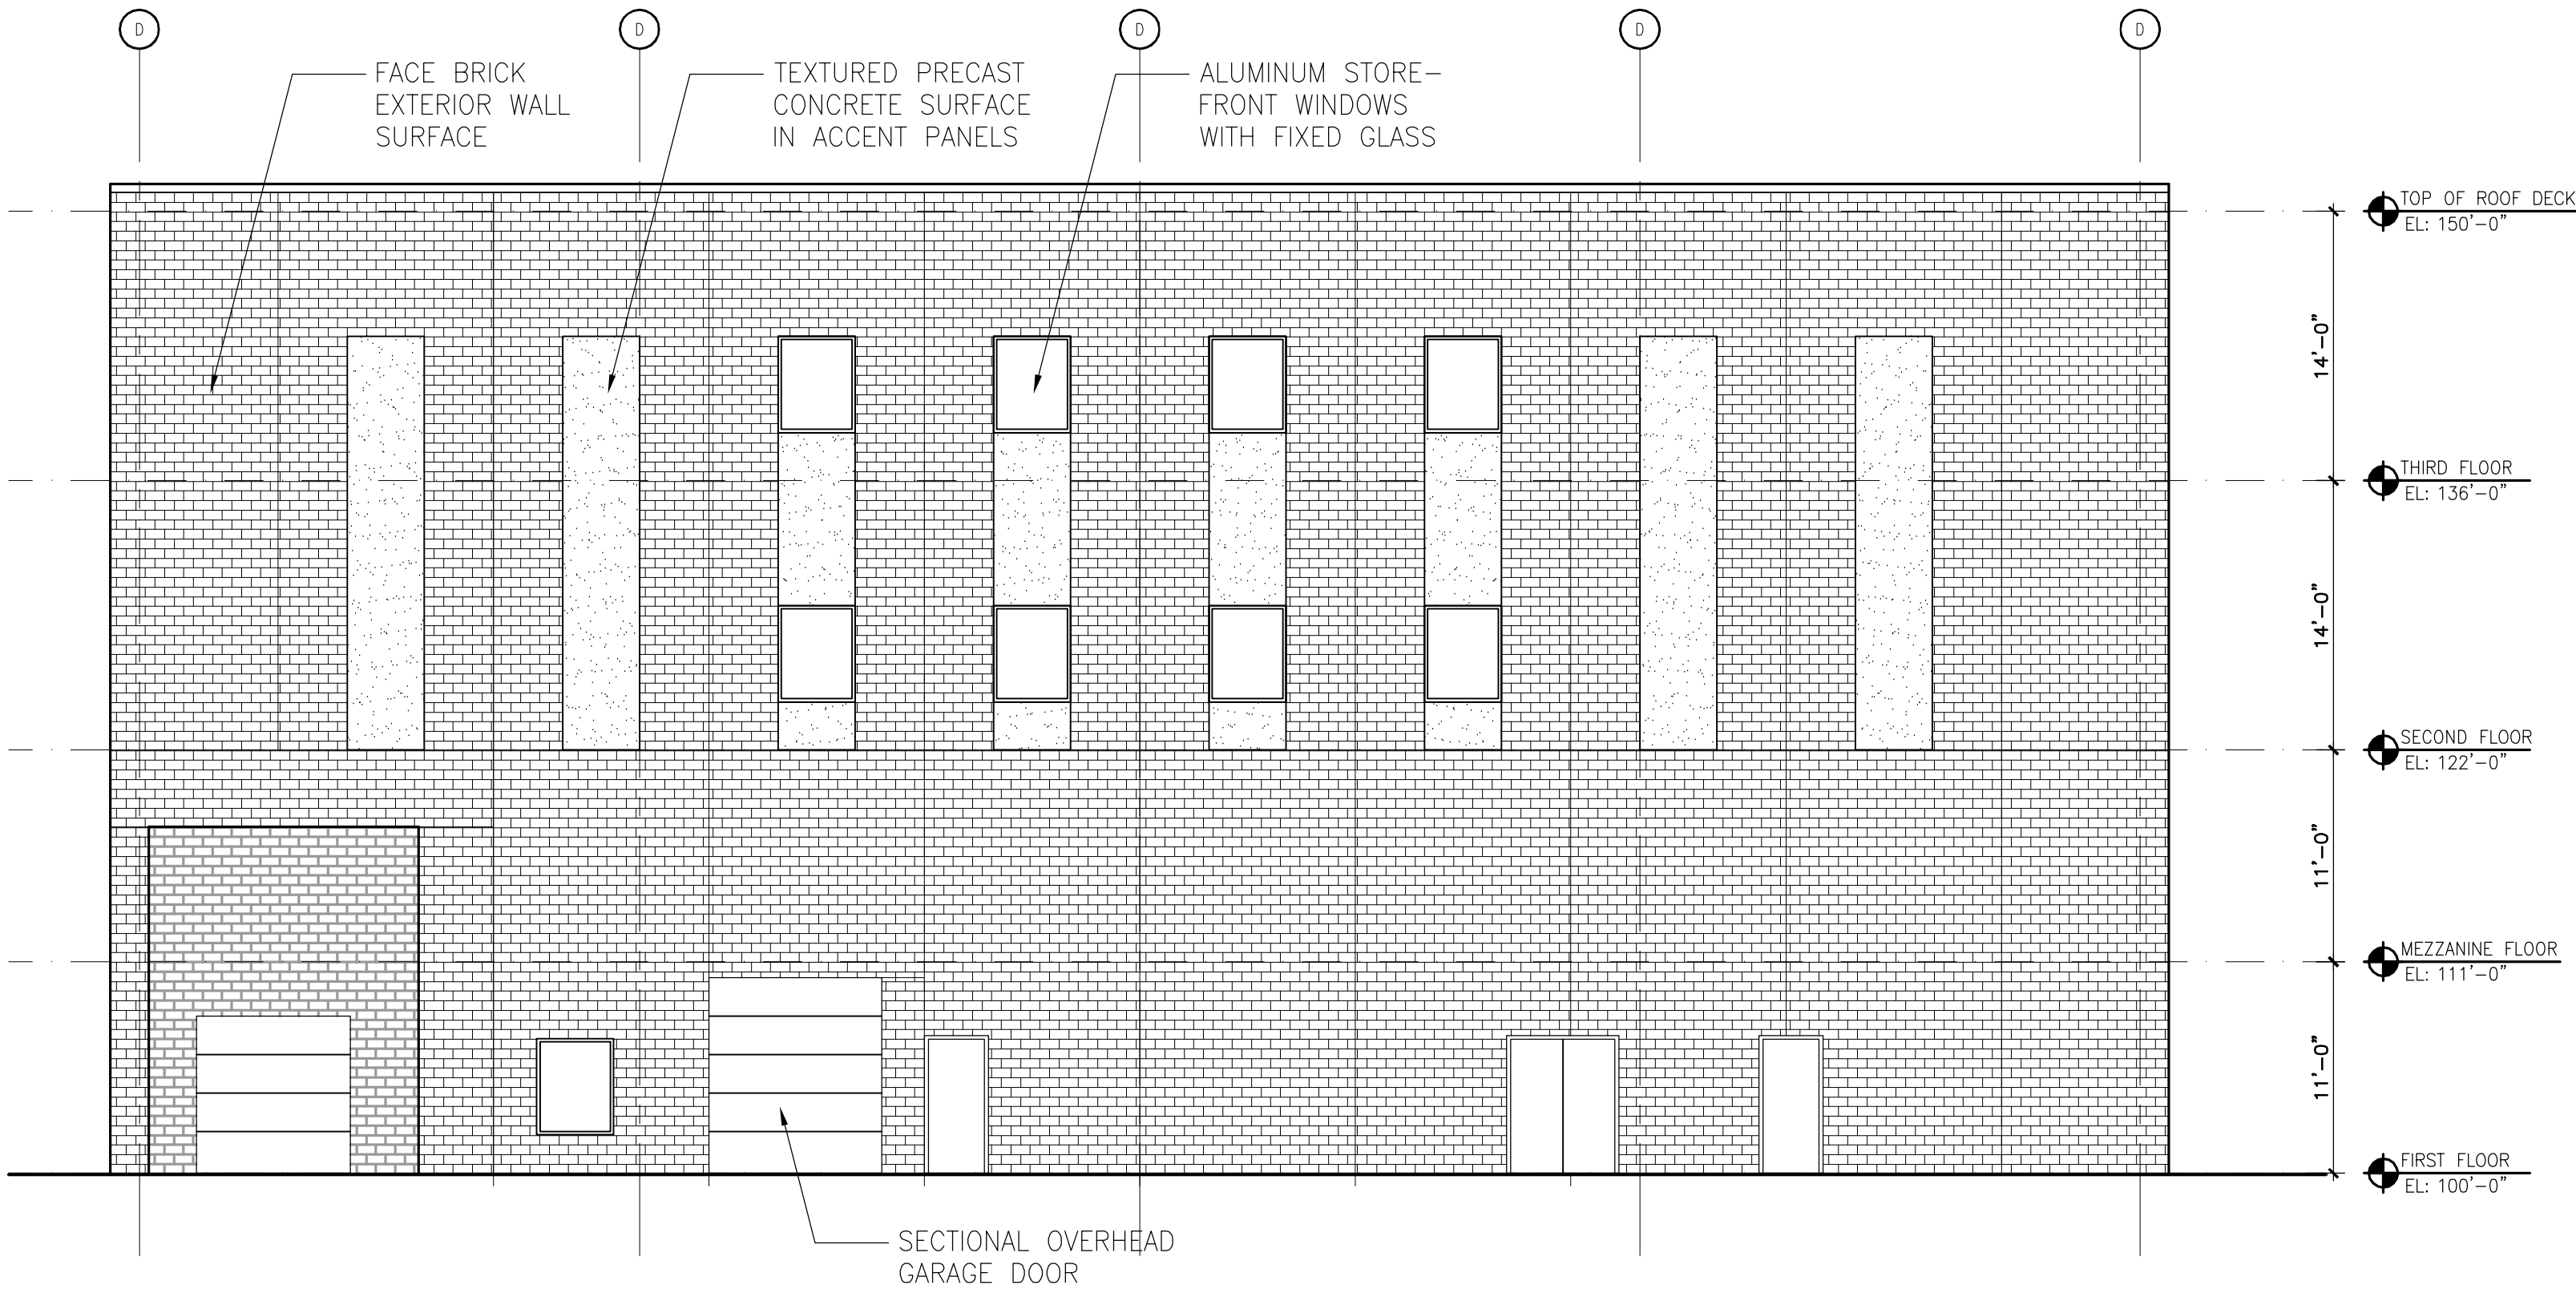 D D D D D
FACE BRICK
EXTERIOR WALL
SURFACE
TEXTURED PRECAST
CONCRETE SURFACE
IN ACCENT PANELS
ALUMINUM STORE-
FRONT WINDOWS
WITH FIXED GLASS
TOP OF ROOF DECK
EL: 150'-0"
14'-0"
THIRD FLOOR
EL: 136'-0"
14'-0"
SECOND FLOOR
EL: 122'-0"
11'-0"
MEZZANINE FLOOR
EL: 111'-0"
11'-0"
FIRST FLOOR
EL: 100'-0"
SECTIONAL OVERHEAD
GARAGE DOOR